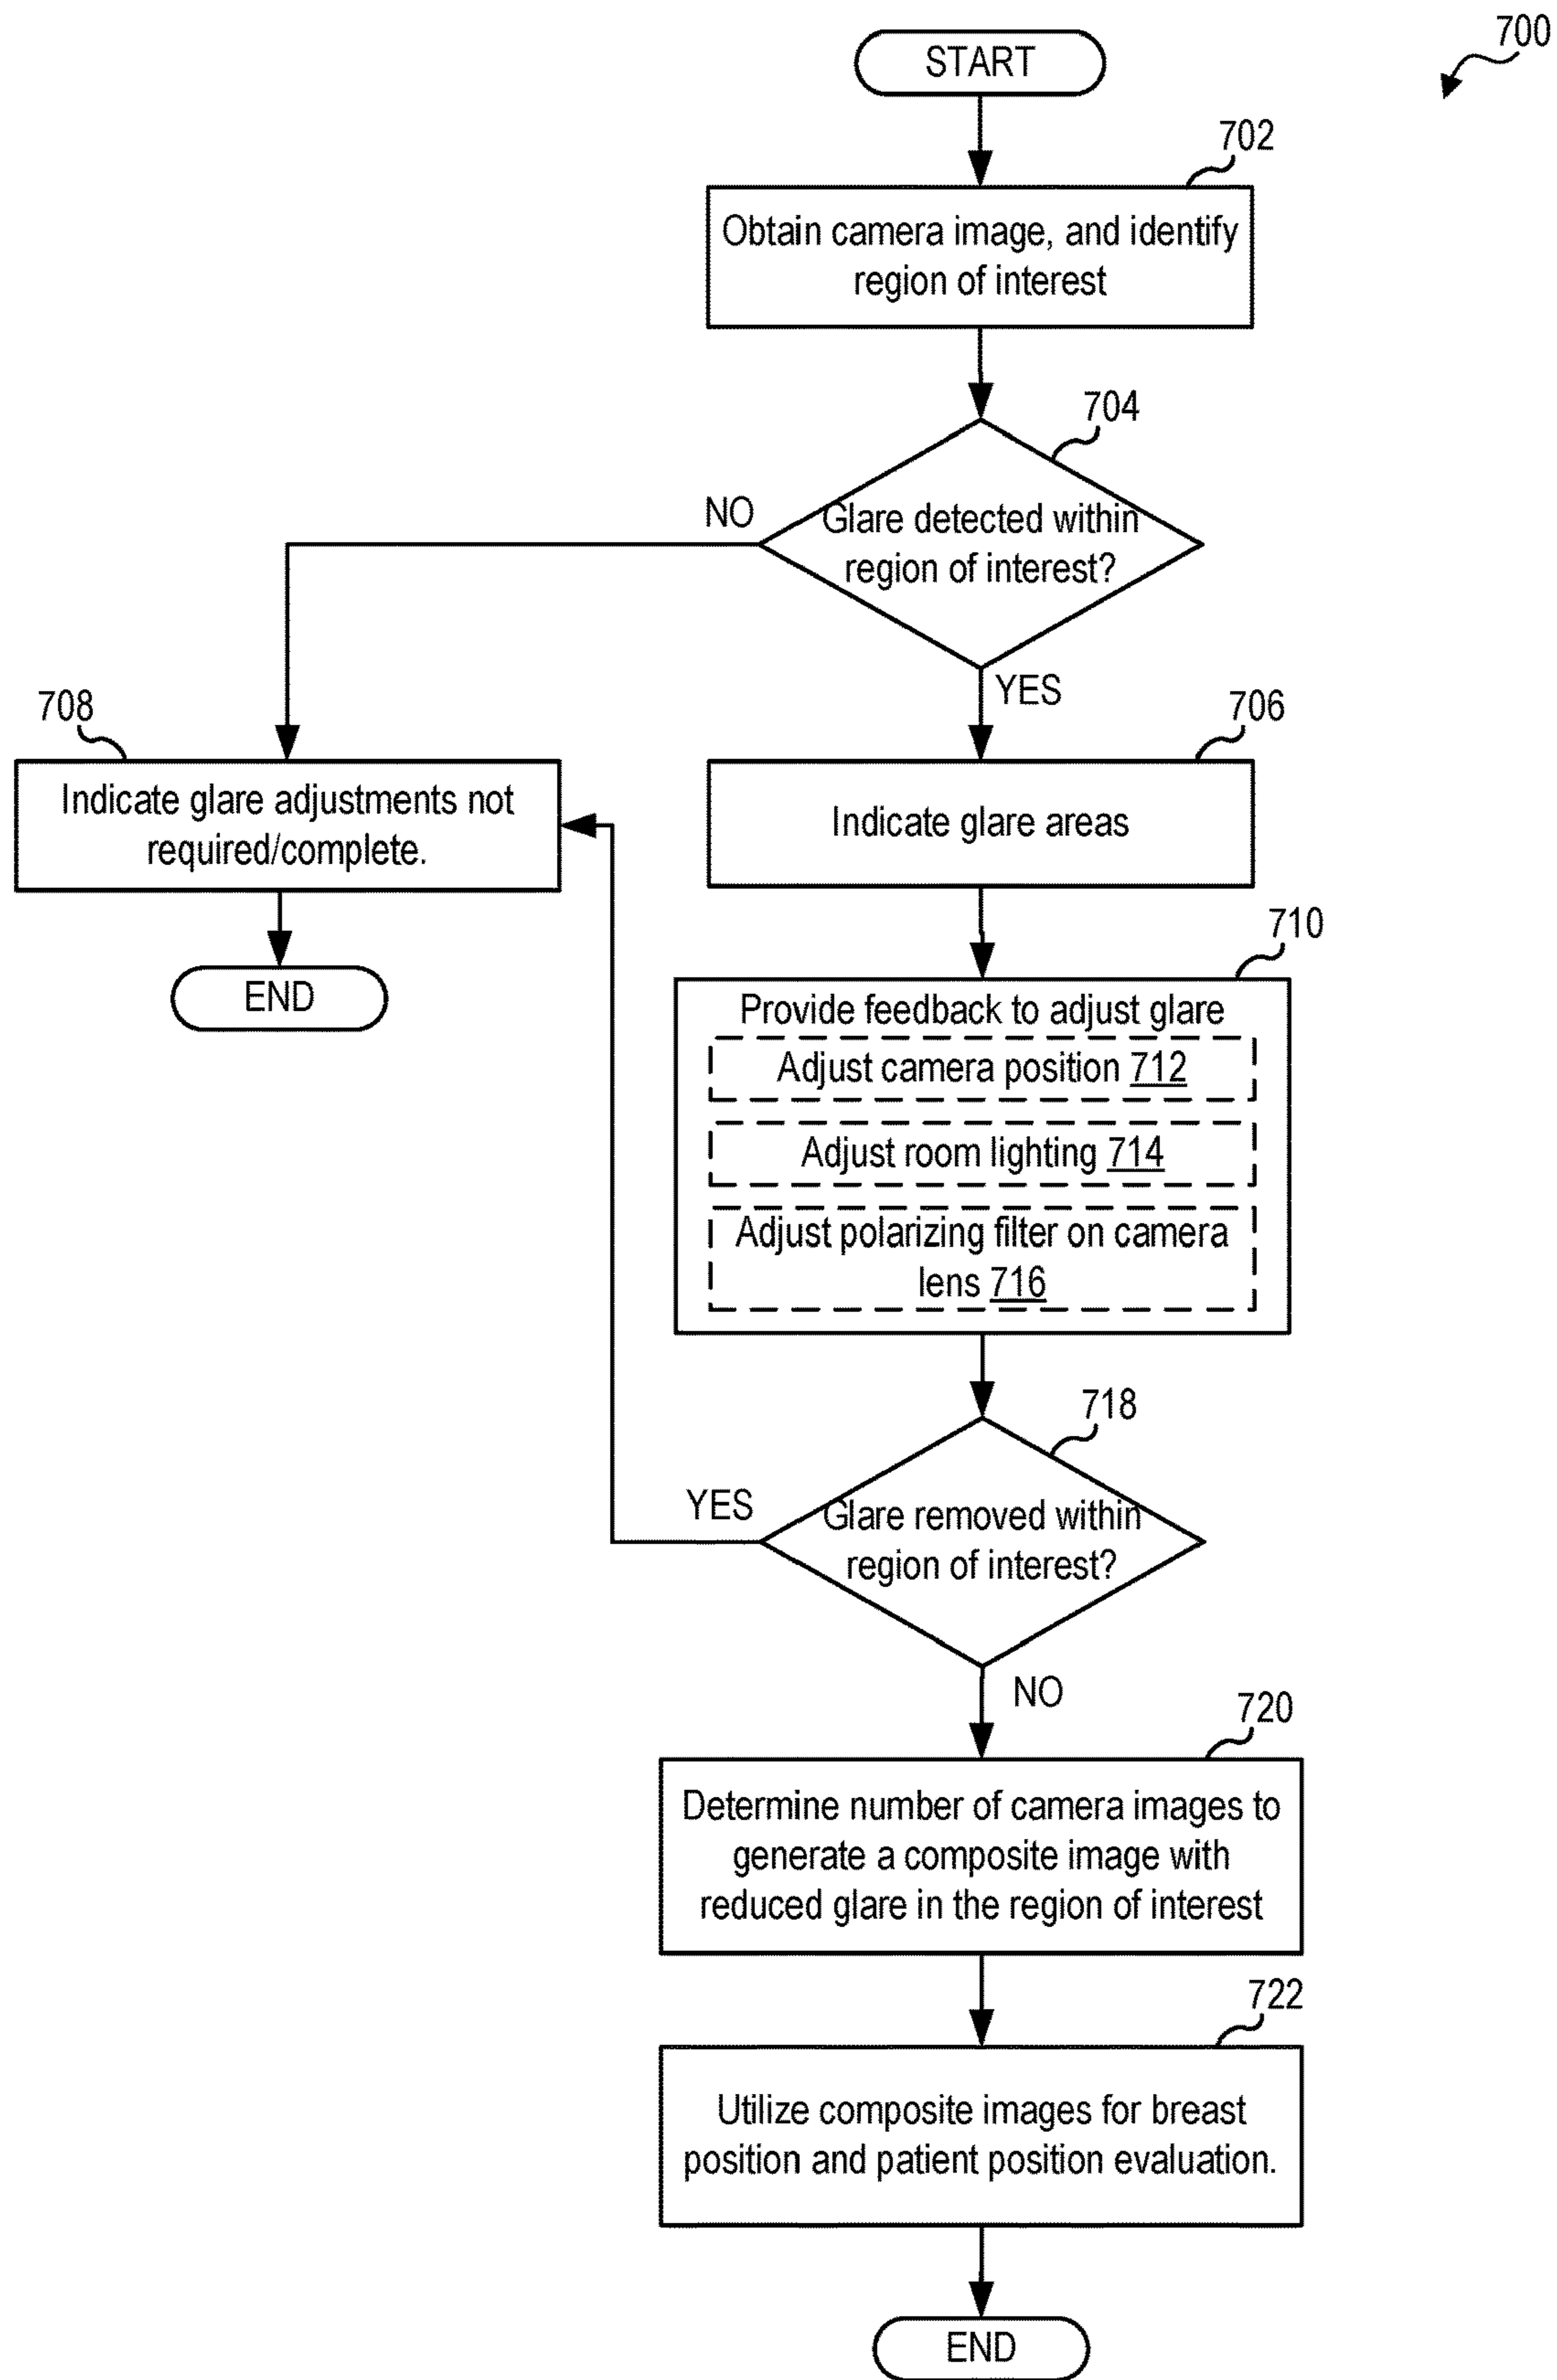 START
700
702
Obtain camera image, and identify
region of interest
704
NO
Glare detected within
region of interest?
YES
708
706
Indicate glare adjustments not
required/complete.
Indicate glare areas
710
END
Provide feedback to adjust glare
Adjust camera position 712
Adjust room lighting 714
Adjust polarizing filter on camera
lens 716
718
YES
Glare removed within
region of interest?
NO
720
Determine number of camera images to
generate a composite image with
reduced glare in the region of interest
722
Utilize composite images for breast
position and patient position evaluation.
END